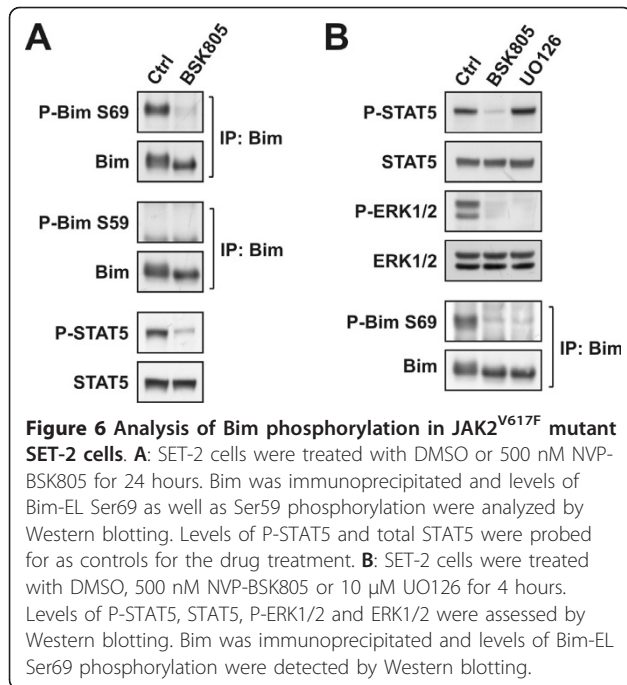 A
B
Ctrl
BSK805
Ctrl
BSK805
UO126
P-Bim S69
Bim
IP: Bim
P-Bim S59
Bim
IP: Bim
P-STAT5
STAT5
P-STAT5
STAT5
P-ERK1/2
ERK1/2
P-Bim S69
Bim
IP: Bim
Figure 6 Analysis of Bim phosphorylation in JAK2^V617F mutant
SET-2 cells. A: SET-2 cells were treated with DMSO or 500 nM NVP-
BSK805 for 24 hours. Bim was immunoprecipitated and levels of
Bim-EL Ser69 as well as Ser59 phosphorylation were analyzed by
Western blotting. Levels of P-STAT5 and total STAT5 were probed
for as controls for the drug treatment. B: SET-2 cells were treated
with DMSO, 500 nM NVP-BSK805 or 10 μM UO126 for 4 hours.
Levels of P-STAT5, STAT5, P-ERK1/2 and ERK1/2 were assessed by
Western blotting. Bim was immunoprecipitated and levels of Bim-EL
Ser69 phosphorylation were detected by Western blotting.